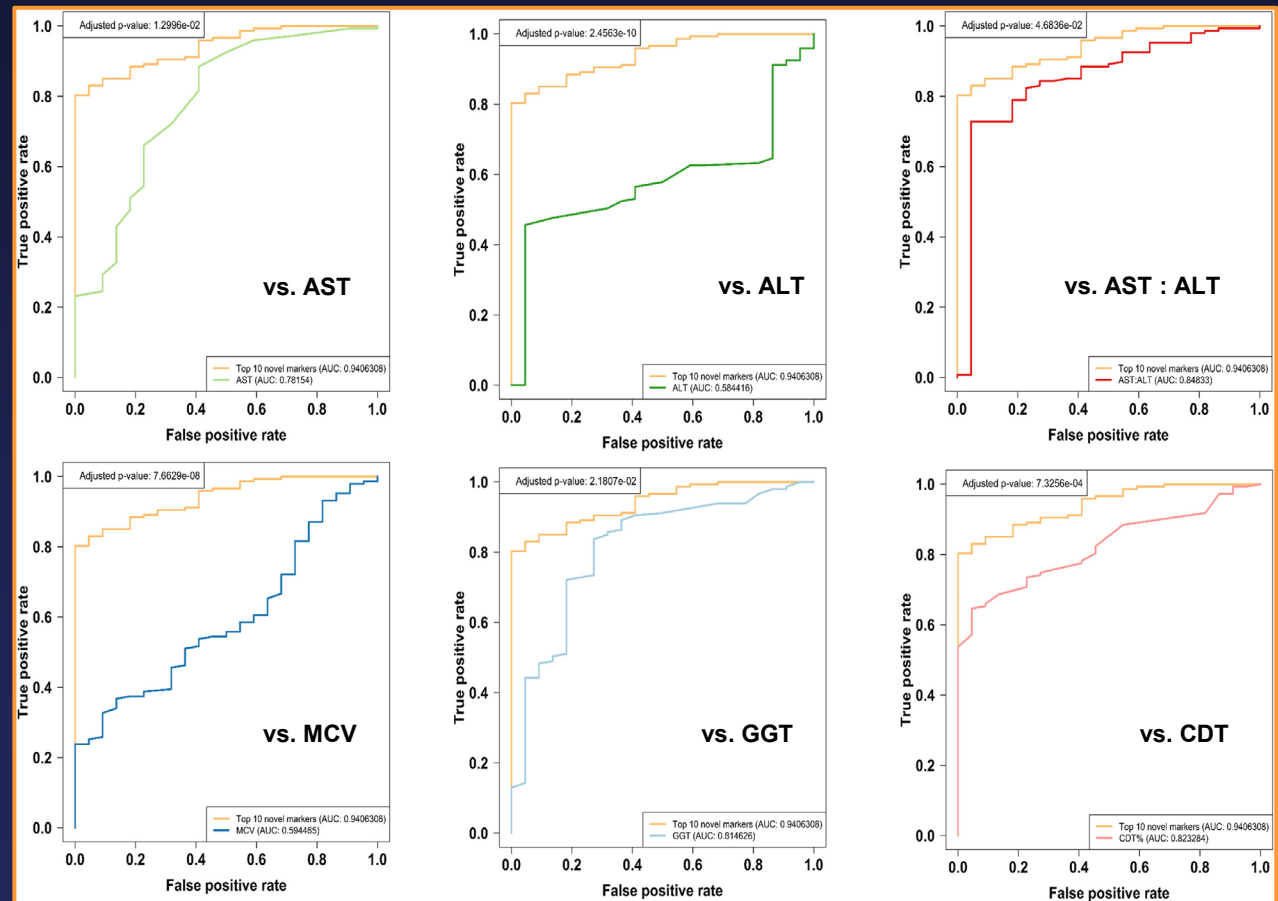 Adjusted p-value: 1.2996e-02
True positive rate
1.0
0.8
0.6
0.4
0.2
0.0
vs. AST
Top 10 novel markers (AUC: 0.9406308)
AST (AUC: 0.78154)
0.0 0.2 0.4 0.6 0.8 1.0
False positive rate
Adjusted p-value: 2.4563e-10
True positive rate
1.0
0.8
0.6
0.4
0.2
0.0
vs. ALT
Top 10 novel markers (AUC: 0.9406308)
ALT (AUC: 0.584416)
0.0 0.2 0.4 0.6 0.8 1.0
False positive rate
Adjusted p-value: 4.6836e-02
True positive rate
1.0
0.8
0.6
0.4
0.2
0.0
vs. AST : ALT
Top 10 novel markers (AUC: 0.9406308)
AST:ALT (AUC: 0.84833)
0.0 0.2 0.4 0.6 0.8 1.0
False positive rate
Adjusted p-value: 7.6629e-08
True positive rate
1.0
0.8
0.6
0.4
0.2
0.0
vs. MCV
Top 10 novel markers (AUC: 0.9406308)
MCV (AUC: 0.594465)
0.0 0.2 0.4 0.6 0.8 1.0
False positive rate
Adjusted p-value: 2.1807e-02
True positive rate
1.0
0.8
0.6
0.4
0.2
0.0
vs. GGT
Top 10 novel markers (AUC: 0.9406308)
GGT (AUC: 0.814626)
0.0 0.2 0.4 0.6 0.8 1.0
False positive rate
Adjusted p-value: 7.3256e-04
True positive rate
1.0
0.8
0.6
0.4
0.2
0.0
vs. CDT
Top 10 novel markers (AUC: 0.9406308)
CDT% (AUC: 0.823284)
0.0 0.2 0.4 0.6 0.8 1.0
False positive rate